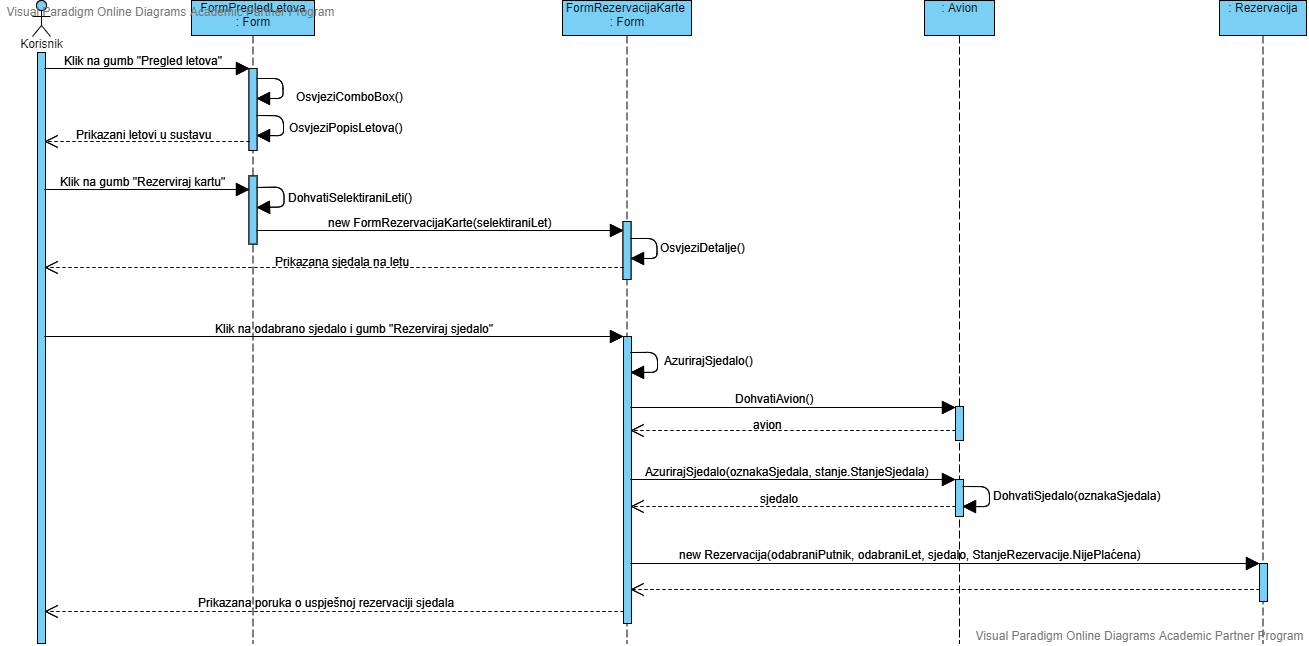 Visual Paradigm Online Diagrams Academic Partner Program
FormPregledLetova
: Form
FormRezervacijaKarte
: Form
: Avion
: Rezervacija
Korisnik
Klik na gumb "Pregled letova"
OsvjeziComboBox()
OsvjeziPopisLetova()
Prikazani letovi u sustavu
Klik na gumb "Rezerviraj kartu"
DohvatiSelektiraniLeti()
new FormRezervacijaKarte(selektiraniLet)
OsvjeziDetalje()
Prikazana sjedala na letu
Klik na odabrano sjedalo i gumb "Rezerviraj sjedalo"
AzurirajSjedalo()
DohvatiAvion()
avion
AzurirajSjedalo(oznakaSjedala, stanje.StanjeSjedala)
DohvatiSjedalo(oznakaSjedala)
sjedalo
new Rezervacija(odabraniPutnik, odabraniLet, sjedalo, StanjeRezervacije.NijePlaćena)
Prikazana poruka o uspješnoj rezervaciji sjedala
Visual Paradigm Online Diagrams Academic Partner Program